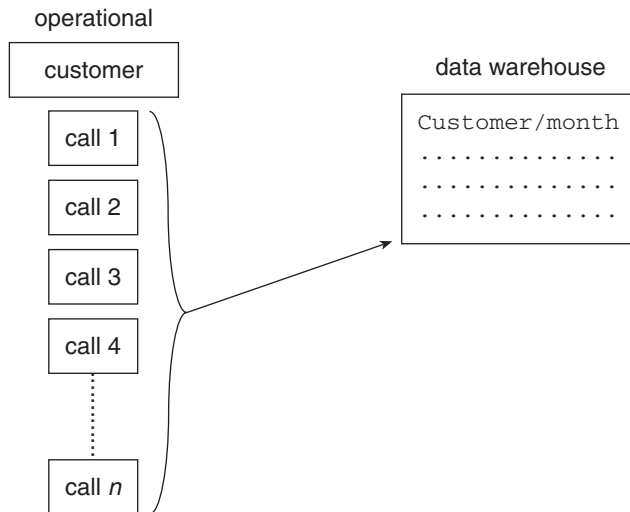 operational
customer
call 1
call 2
call 3
call 4
call n
data warehouse
Customer/month
. . . . . . . . . . . . . .
. . . . . . . . . . . . . .
. . . . . . . . . . . . . .